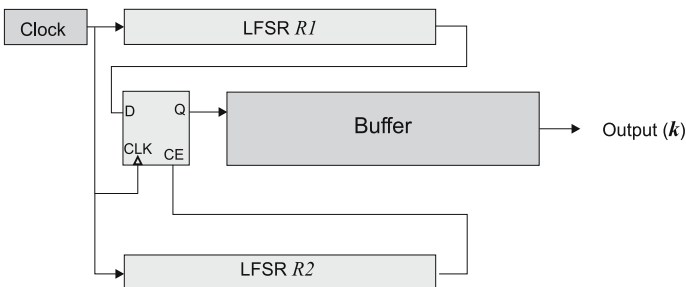 Clock
LFSR R1
D
Q
CLK
CE
Buffer
Output (k)
LFSR R2